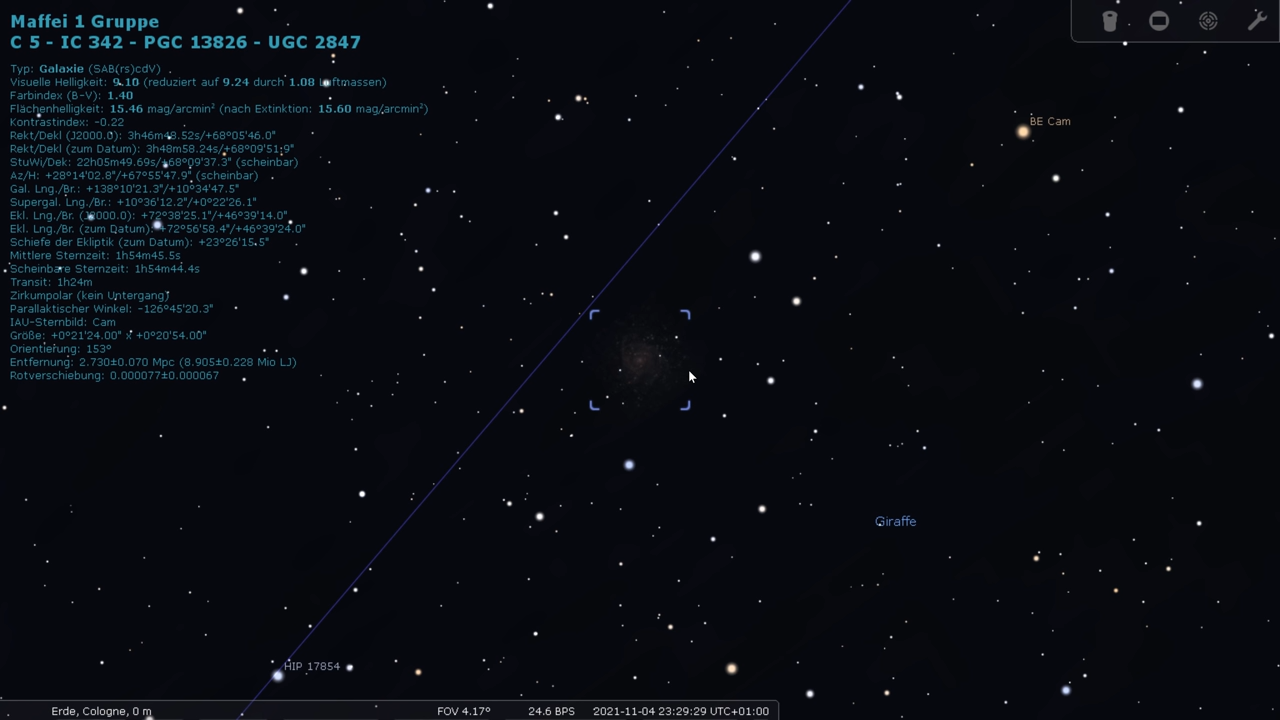 Maffei 1 Gruppe
C 5 - IC 342 - PGC 13826 - UGC 2847
Typ: Galaxie (SAB(rs)cdV)
Visuelle Helligkeit: 9.10 (reduziert auf 9.24 durch 1.08 Luftmassen)
Farbindex (B-V): 1.40
Flächenhelligkeit: 15.46 mag/arcmin² (nach Extinktion: 15.60 mag/arcmin²)
Kontrastindex: -0.22
Rekt/Dekl (J2000.0): 3h46m48.52s/+68°05'46.0"
Rekt/Dekl (zum Datum): 3h48m58.24s/+68°09'51.9"
StuWi/Dek: 22h05m49.69s/+68°09'37.3" (scheinbar)
Az/H: +28°14'02.8"/+67°55'47.9" (scheinbar)
Gal. Lng./Br.: +138°10'21.3"/+10°34'47.5"
Supergal. Lng./Br.: +10°36'12.2"/+0°22'26.1"
Ekl. Lng./Br. (J2000.0): +72°38'25.1"/+46°39'14.0"
Ekl. Lng./Br. (zum Datum): +72°56'58.4"/+46°39'24.0"
Schiefe der Ekliptik (zum Datum): +23°26'15.5"
Mittlere Sternzeit: 1h54m45.5s
Scheinbare Sternzeit: 1h54m44.4s
Transit: 1h24m
Zirkumpolar (kein Untergang)
Parallaktischer Winkel: -126°45'20.3"
IAU-Sternbild: Cam
Größe: +0°21'24.00" x +0°20'54.00"
Orientierung: 153°
Entfernung: 2.730±0.070 Mpc (8.905±0.228 Mio LJ)
Rotverschiebung: 0.000077±0.000067
BE Cam
Giraffe
HIP 17854
Erde, Cologne, 0 m FOV 4.17° 24.6 BPS 2021-11-04 23:29:29 UTC+01:00